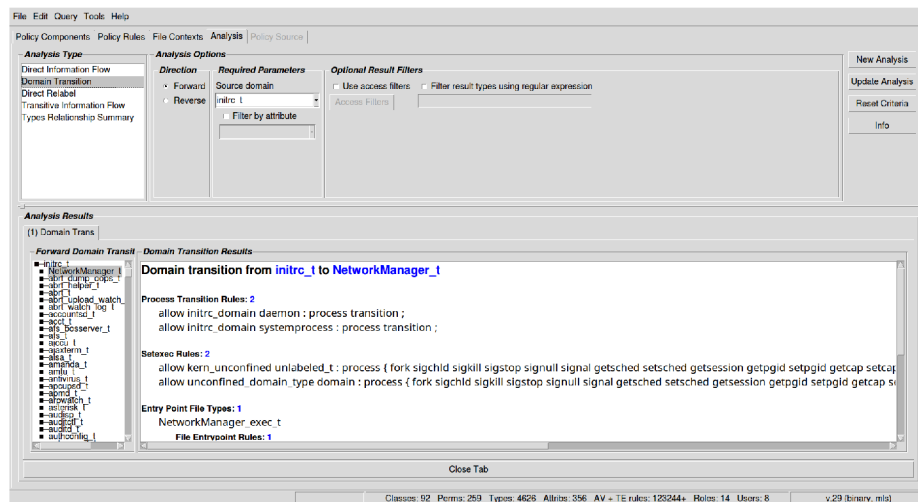 File Edit Query Tools Help
Policy Components Policy Rules File Contexts Analysis Policy Source
Analysis Type
Direct Information Flow
Domain Transition
Direct Relabel
Transitive Information Flow
Types Relationship Summary
Analysis Options
Direction
Forward
Reverse
Required Parameters
Source domain
initrc_t
Filter by attribute
Optional Result Filters
Use access filters Filter result types using regular expression
Access Filters
New Analysis
Update Analysis
Reset Criteria
Info
Analysis Results
(1) Domain Trans
Forward Domain Transit
initrc_t
NetworkManager_t
abrt_dump_oops_t
abrt_helper_t
abrt_t
abrt_upload_watch_
abrt_watch_log_t
accountsd_t
acct_t
afs_bosserver_t
afs_t
aiccu_t
ajaxterm_t
alsa_t
amanda_t
amtu_t
antivirus_t
apcupsd_t
apmd_t
arpwatch_t
asterisk_t
audisp_t
auditctl_t
auditd_t
authconfig_t
Domain Transition Results
Domain transition from initrc_t to NetworkManager_t
Process Transition Rules: 2
allow initrc_domain daemon : process transition ;
allow initrc_domain systemprocess : process transition ;
Setexec Rules: 2
allow kern_unconfined unlabeled_t : process { fork sigchld sigkill sigstop signull signal getsched setsched getsession getpgid setpgid getcap setcap
allow unconfined_domain_type domain : process { fork sigchld sigkill sigstop signull signal getsched setsched getsession getpgid setpgid getcap s
Entry Point File Types: 1
NetworkManager_exec_t
File Entrypoint Rules: 1
Close Tab
Classes: 92 Perms: 259 Types: 4626 Attribs: 356 AV + TE rules: 123244+ Roles: 14 Users: 8 v.29 (binary, mls)